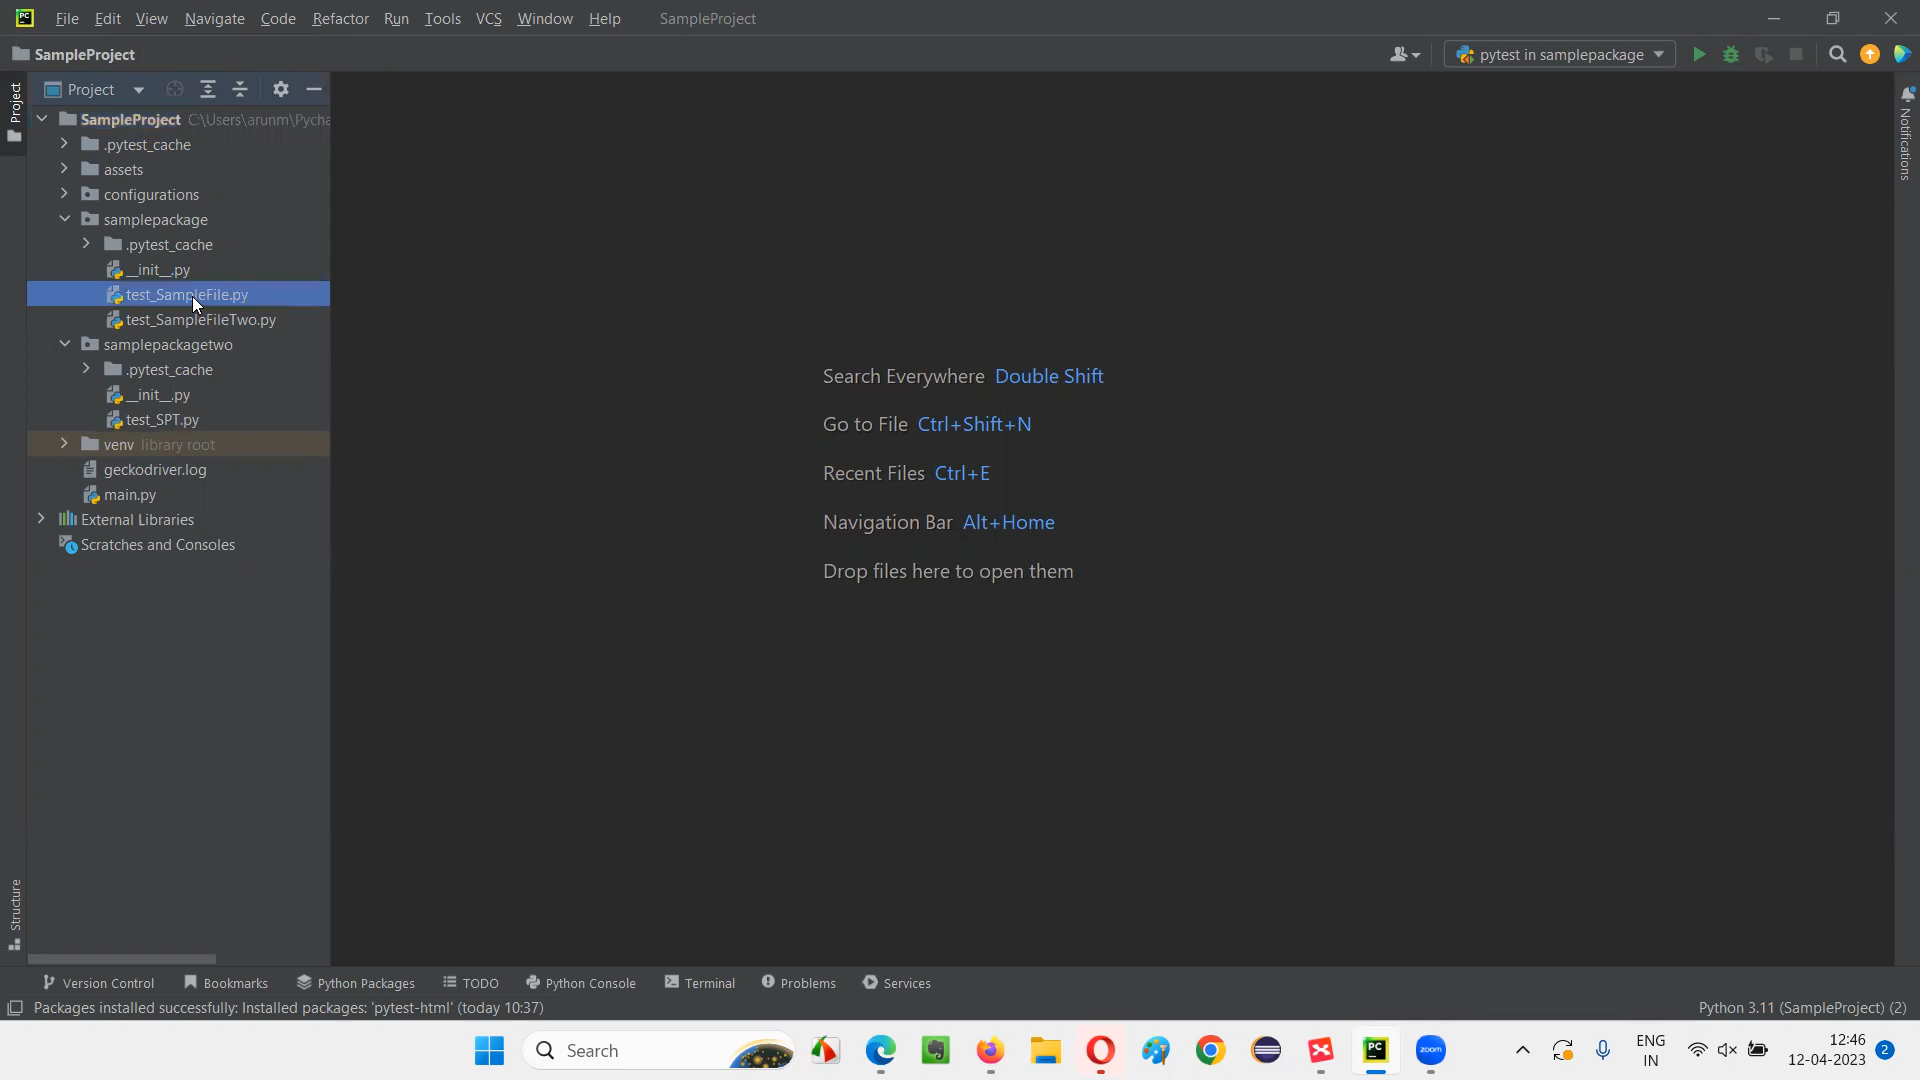 File Edit View Navigate Code Refactor Run Tools VCS Window Help SampleProject
SampleProject
pytest in samplepackage
Project
Project
SampleProject C:\Users\arunm\Pycha
.pytest_cache
assets
configurations
samplepackage
.pytest_cache
__init__.py
test_SampleFile.py
test_SampleFileTwo.py
samplepackagetwo
.pytest_cache
__init__.py
test_SPT.py
venv library root
geckodriver.log
main.py
External Libraries
Scratches and Consoles
Search Everywhere Double Shift
Go to File Ctrl+Shift+N
Recent Files Ctrl+E
Navigation Bar Alt+Home
Drop files here to open them
Notifications
Structure
Version Control Bookmarks Python Packages TODO Python Console Terminal Problems Services
Packages installed successfully: Installed packages: 'pytest-html' (today 10:37)
Python 3.11 (SampleProject) (2)
Search
PC
zoom
ENG
IN
12:46
12-04-2023
2